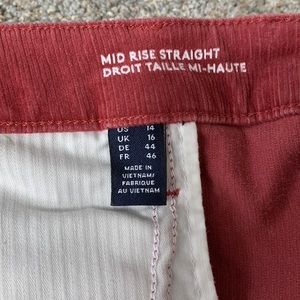 MID RISE STRAIGHT
DROIT TAILLE MI-HAUTE
US 14
UK 16
DE 44
FR 46
MADE IN
VIETNAM/
FABRIQUE
AU VIETNAM